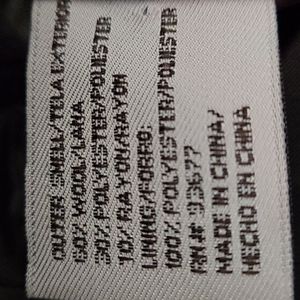 OUTER SHELL/TELA EXTERIOR
60% WOOL/LANA
30% POLYESTER/POLIESTER
10% RAYON/RAYON
LINING/FORRO:
100% POLYESTER/POLIESTER
RN# 93677
MADE IN CHINA/
HECHO EN CHINA